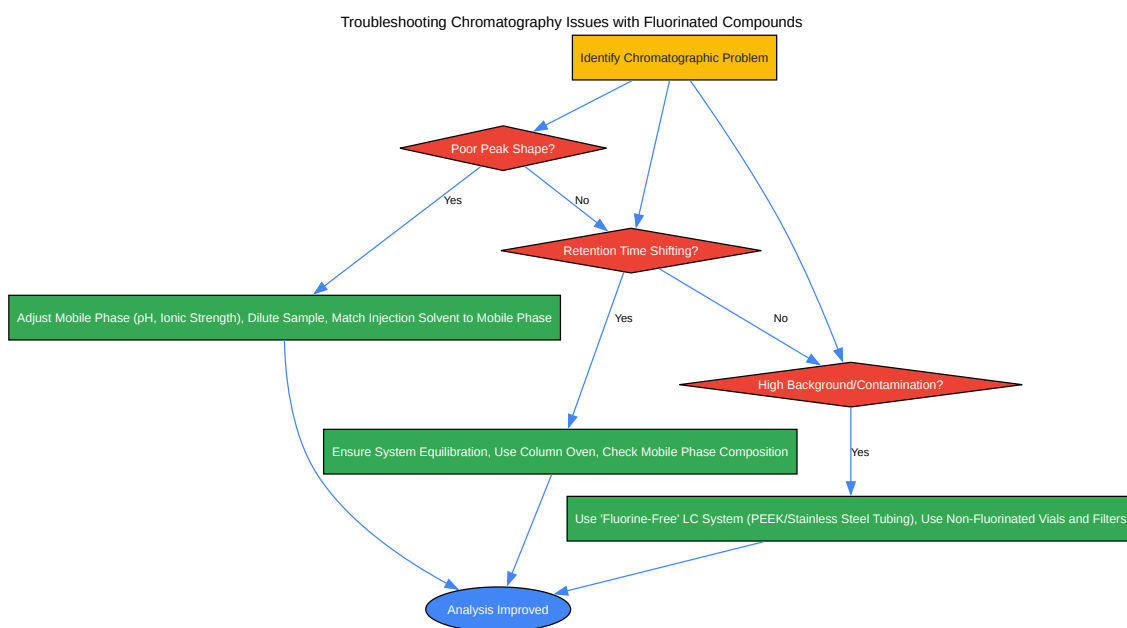 Troubleshooting Chromatography Issues with Fluorinated Compounds
Identify Chromatographic Problem
Poor Peak Shape?
Yes
No
Retention Time Shifting?
Adjust Mobile Phase (pH, Ionic Strength), Dilute Sample, Match Injection Solvent to Mobile Phase
Yes
No
High Background/Contamination?
Ensure System Equilibration, Use Column Oven, Check Mobile Phase Composition
Yes
Use 'Fluorine-Free' LC System (PEEK/Stainless Steel Tubing), Use Non-Fluorinated Vials and Filters
Analysis Improved